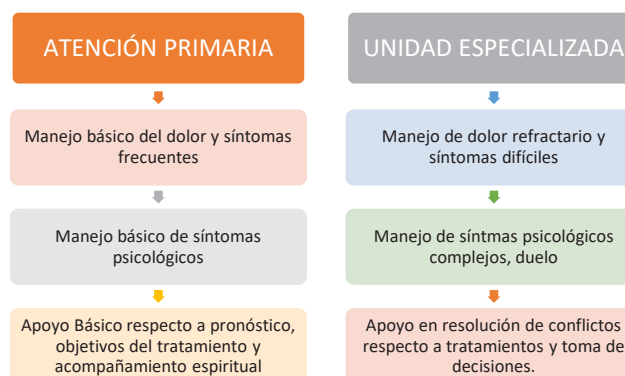 ATENCIÓN PRIMARIA
Manejo básico del dolor y síntomas
frecuentes
Manejo básico de síntomas
psicológicos
Apoyo Básico respecto a pronóstico,
objetivos del tratamiento y
acompañamiento espiritual
UNIDAD ESPECIALIZADA
Manejo de dolor refractario y
síntomas difíciles
Manejo de síntmas psicológicos
complejos, duelo
Apoyo en resolución de conflictos
respecto a tratamientos y toma de
decisiones.